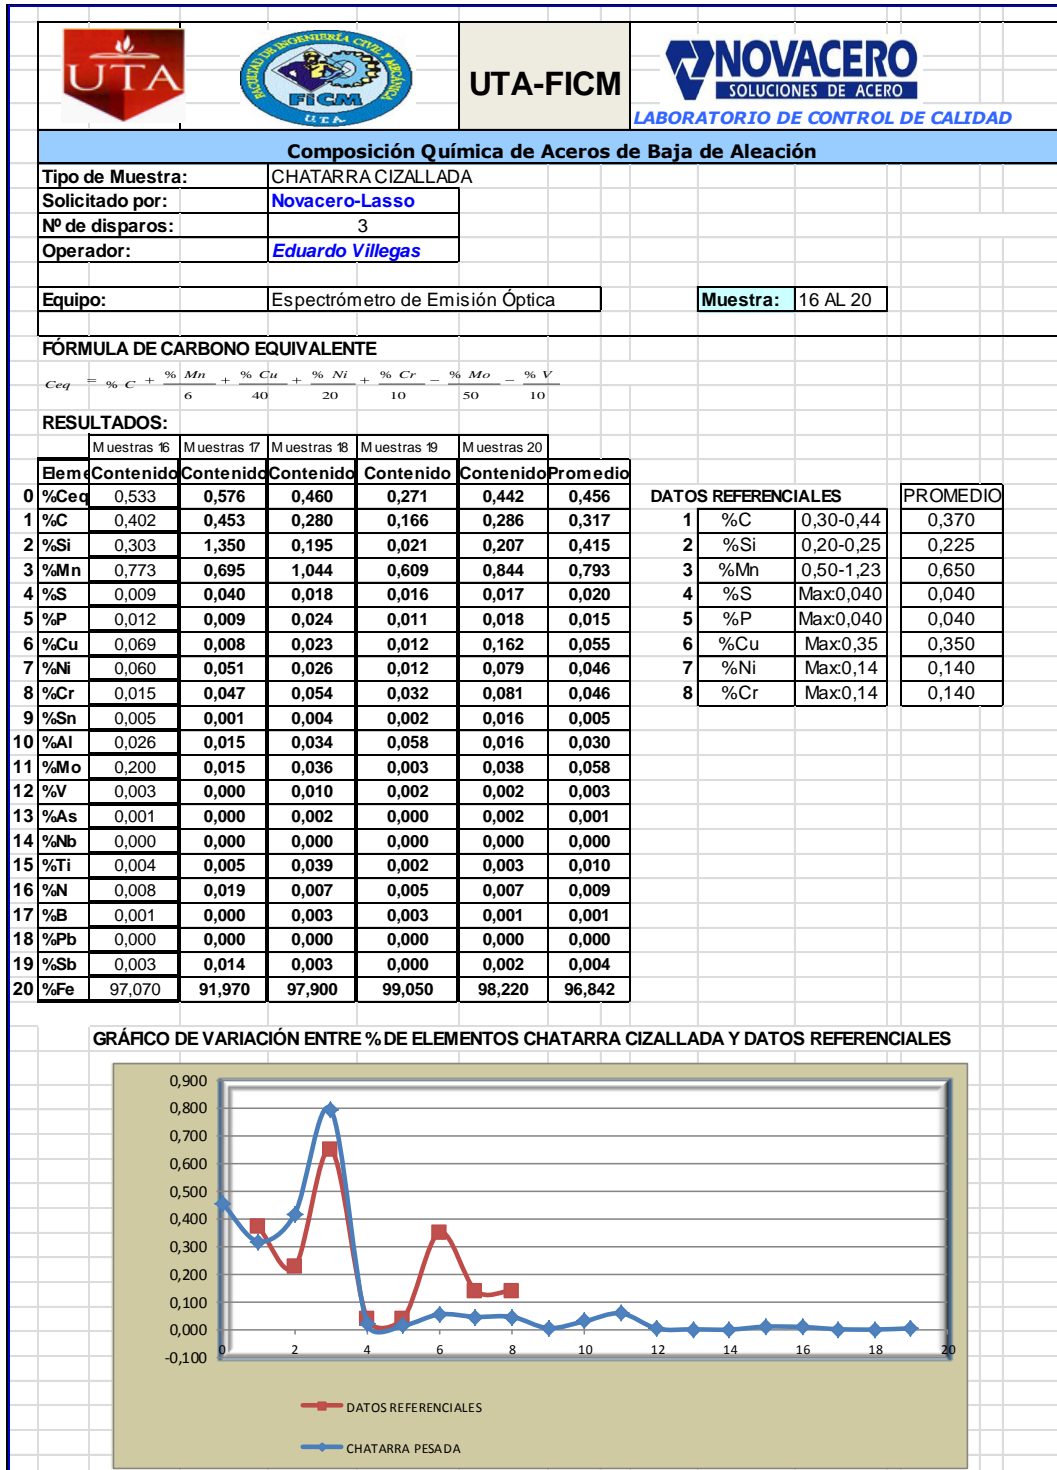 UTA
FACULTAD DE INGENIERÍA CIVIL Y MECÁNICA
FICM
U.T.A.
UTA-FICM
NOVACERO
SOLUCIONES DE ACERO
LABORATORIO DE CONTROL DE CALIDAD
Composición Química de Aceros de Baja de Aleación
Tipo de Muestra: CHATARRA CIZALLADA
Solicitado por: Novacero-Lasso
Nº de disparos: 3
Operador: Eduardo Villegas
Equipo: Espectrómetro de Emisión Óptica Muestra: 16 AL 20
FÓRMULA DE CARBONO EQUIVALENTE
Ceq = % C + % Mn / 6 + % Cu / 40 + % Ni / 20 + % Cr / 10 − % Mo / 50 − % V / 10
RESULTADOS:
Muestras 16 Muestras 17 Muestras 18 Muestras 19 Muestras 20
Eleme Contenido Contenido Contenido Contenido Contenido Promedio
0 %Ceq 0,533 0,576 0,460 0,271 0,442 0,456 DATOS REFERENCIALES PROMEDIO
1 %C 0,402 0,453 0,280 0,166 0,286 0,317 1 %C 0,30-0,44 0,370
2 %Si 0,303 1,350 0,195 0,021 0,207 0,415 2 %Si 0,20-0,25 0,225
3 %Mn 0,773 0,695 1,044 0,609 0,844 0,793 3 %Mn 0,50-1,23 0,650
4 %S 0,009 0,040 0,018 0,016 0,017 0,020 4 %S Max:0,040 0,040
5 %P 0,012 0,009 0,024 0,011 0,018 0,015 5 %P Max:0,040 0,040
6 %Cu 0,069 0,008 0,023 0,012 0,162 0,055 6 %Cu Max:0,35 0,350
7 %Ni 0,060 0,051 0,026 0,012 0,079 0,046 7 %Ni Max:0,14 0,140
8 %Cr 0,015 0,047 0,054 0,032 0,081 0,046 8 %Cr Max:0,14 0,140
9 %Sn 0,005 0,001 0,004 0,002 0,016 0,005
10 %Al 0,026 0,015 0,034 0,058 0,016 0,030
11 %Mo 0,200 0,015 0,036 0,003 0,038 0,058
12 %V 0,003 0,000 0,010 0,002 0,002 0,003
13 %As 0,001 0,000 0,002 0,000 0,002 0,001
14 %Nb 0,000 0,000 0,000 0,000 0,000 0,000
15 %Ti 0,004 0,005 0,039 0,002 0,003 0,010
16 %N 0,008 0,019 0,007 0,005 0,007 0,009
17 %B 0,001 0,000 0,003 0,003 0,001 0,001
18 %Pb 0,000 0,000 0,000 0,000 0,000 0,000
19 %Sb 0,003 0,014 0,003 0,000 0,002 0,004
20 %Fe 97,070 91,970 97,900 99,050 98,220 96,842
GRÁFICO DE VARIACIÓN ENTRE % DE ELEMENTOS CHATARRA CIZALLADA Y DATOS REFERENCIALES
0,900
0,800
0,700
0,600
0,500
0,400
0,300
0,200
0,100
0,000
-0,100
0 2 4 6 8 10 12 14 16 18 20
DATOS REFERENCIALES
CHATARRA PESADA